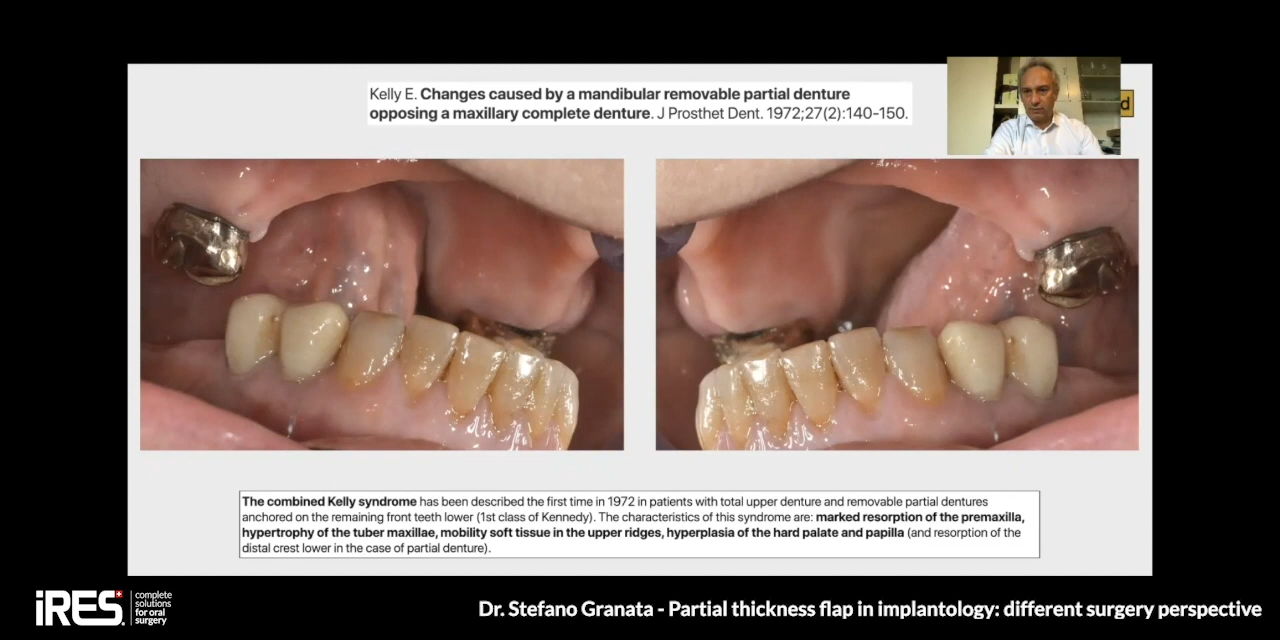 Kelly E. Changes caused by a mandibular removable partial denture
opposing a maxillary complete denture. J Prosthet Dent. 1972;27(2):140-150.
d
The combined Kelly syndrome has been described the first time in 1972 in patients with total upper denture and removable partial dentures
anchored on the remaining front teeth lower (1st class of Kennedy). The characteristics of this syndrome are: marked resorption of the premaxilla,
hypertrophy of the tuber maxillae, mobility soft tissue in the upper ridges, hyperplasia of the hard palate and papilla (and resorption of the
distal crest lower in the case of partial denture).
iRES
complete
solutions
for oral
surgery
Dr. Stefano Granata - Partial thickness flap in implantology: different surgery perspective